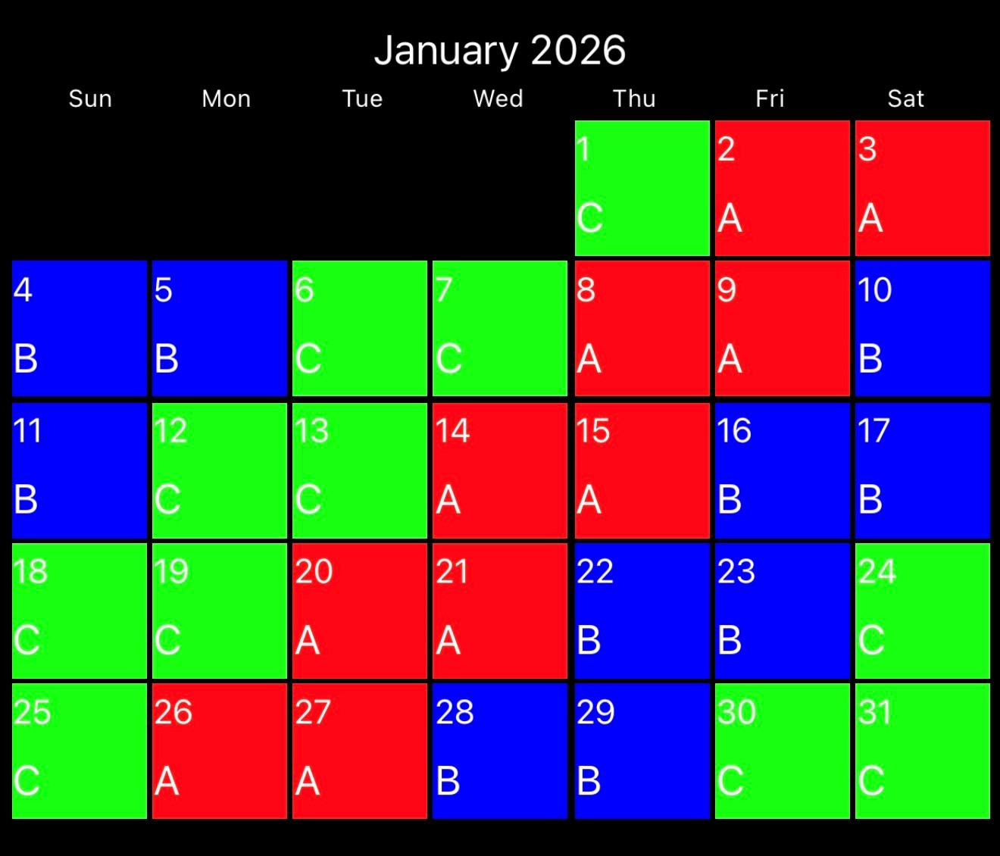 January 2026
Sun Mon Tue Wed Thu Fri Sat
1 2 3
C A A
4 5 6 7 8 9 10
B B C C A A B
11 12 13 14 15 16 17
B C C A A B B
18 19 20 21 22 23 24
C C A A B B C
25 26 27 28 29 30 31
C A A B B C C